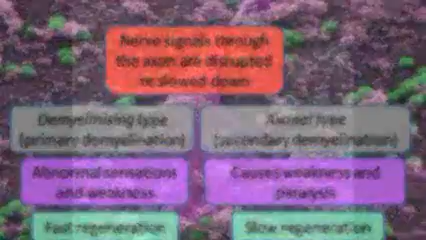 Nerve signals through
the axon are disrupted
or slowed down
Demyelinising type
(primary demyelination)
Axonal type
(secondary demyelination)
Abnormal sensations
and weakness
Causes weakness and
paralysis
Fast regeneration
Slow regeneration